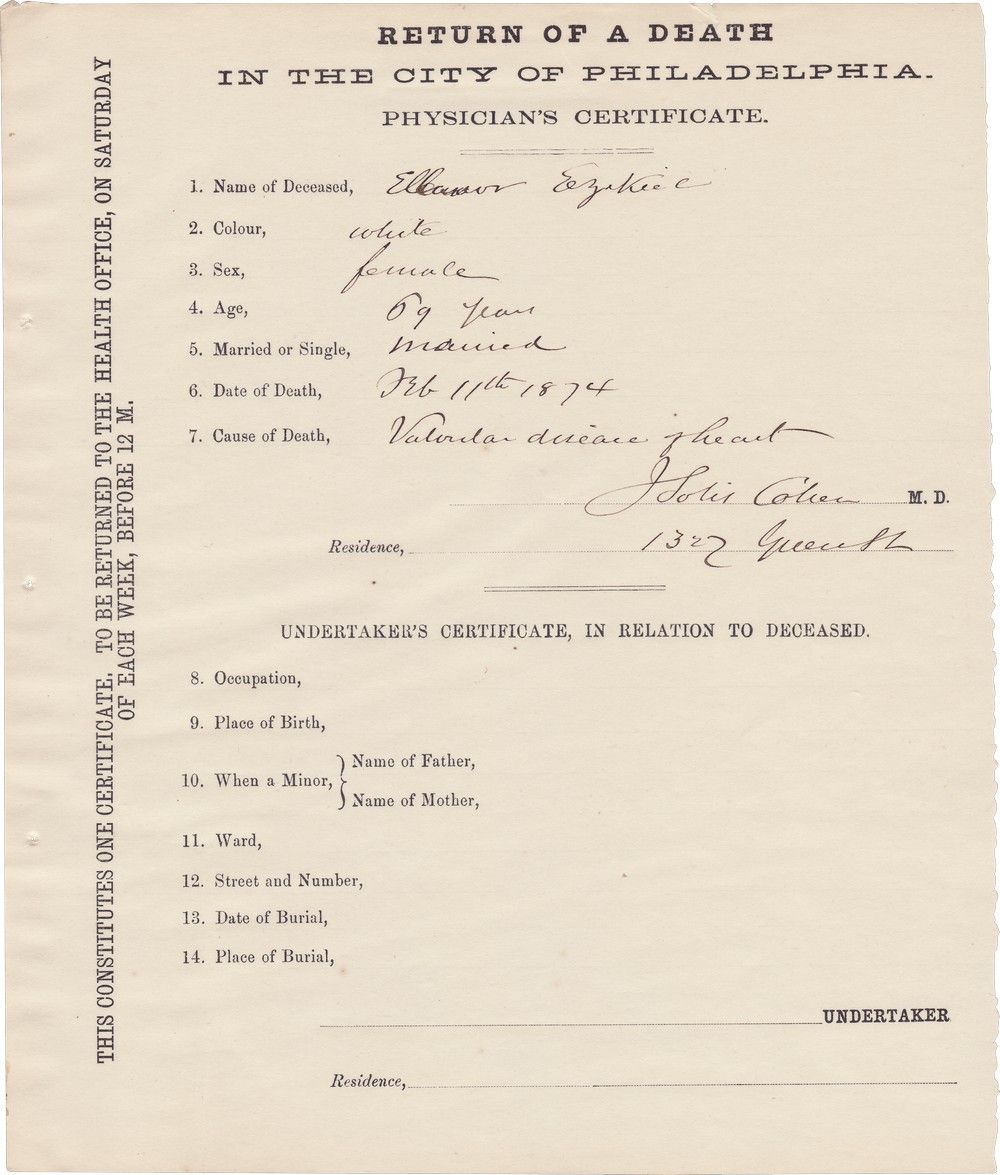 RETURN OF A DEATH
IN THE CITY OF PHILADELPHIA.
PHYSICIAN'S CERTIFICATE.
1. Name of Deceased, Elleanor Ezekiel
2. Colour, white
3. Sex, female
4. Age, 69 years
5. Married or Single, married
6. Date of Death, Feb 11th 1874
7. Cause of Death, Valvular disease of heart
J Solis Cohen M. D.
Residence, 1327 Green St
UNDERTAKER'S CERTIFICATE, IN RELATION TO DECEASED.
8. Occupation,
9. Place of Birth,
10. When a Minor,
Name of Father,
Name of Mother,
11. Ward,
12. Street and Number,
13. Date of Burial,
14. Place of Burial,
UNDERTAKER
Residence,
THIS CONSTITUTES ONE CERTIFICATE. TO BE RETURNED TO THE HEALTH OFFICE, ON SATURDAY
OF EACH WEEK, BEFORE 12 M.